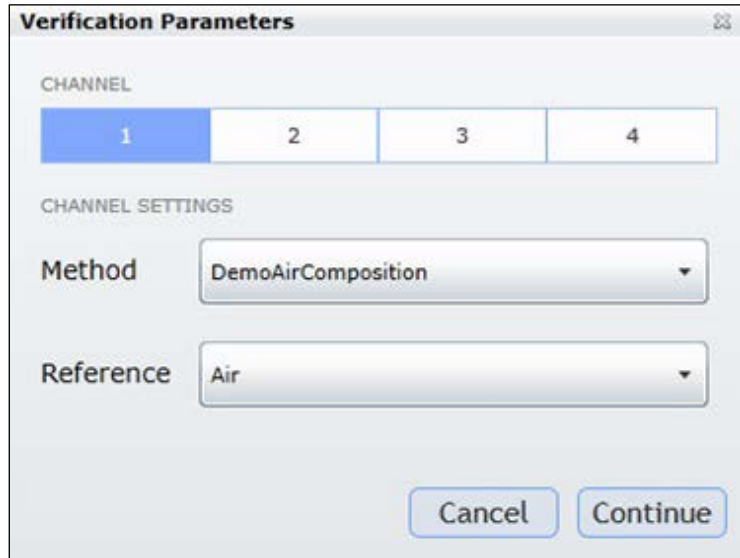 Verification Parameters
CHANNEL
1 2 3 4
CHANNEL SETTINGS
Method DemoAirComposition
Reference Air
Cancel Continue